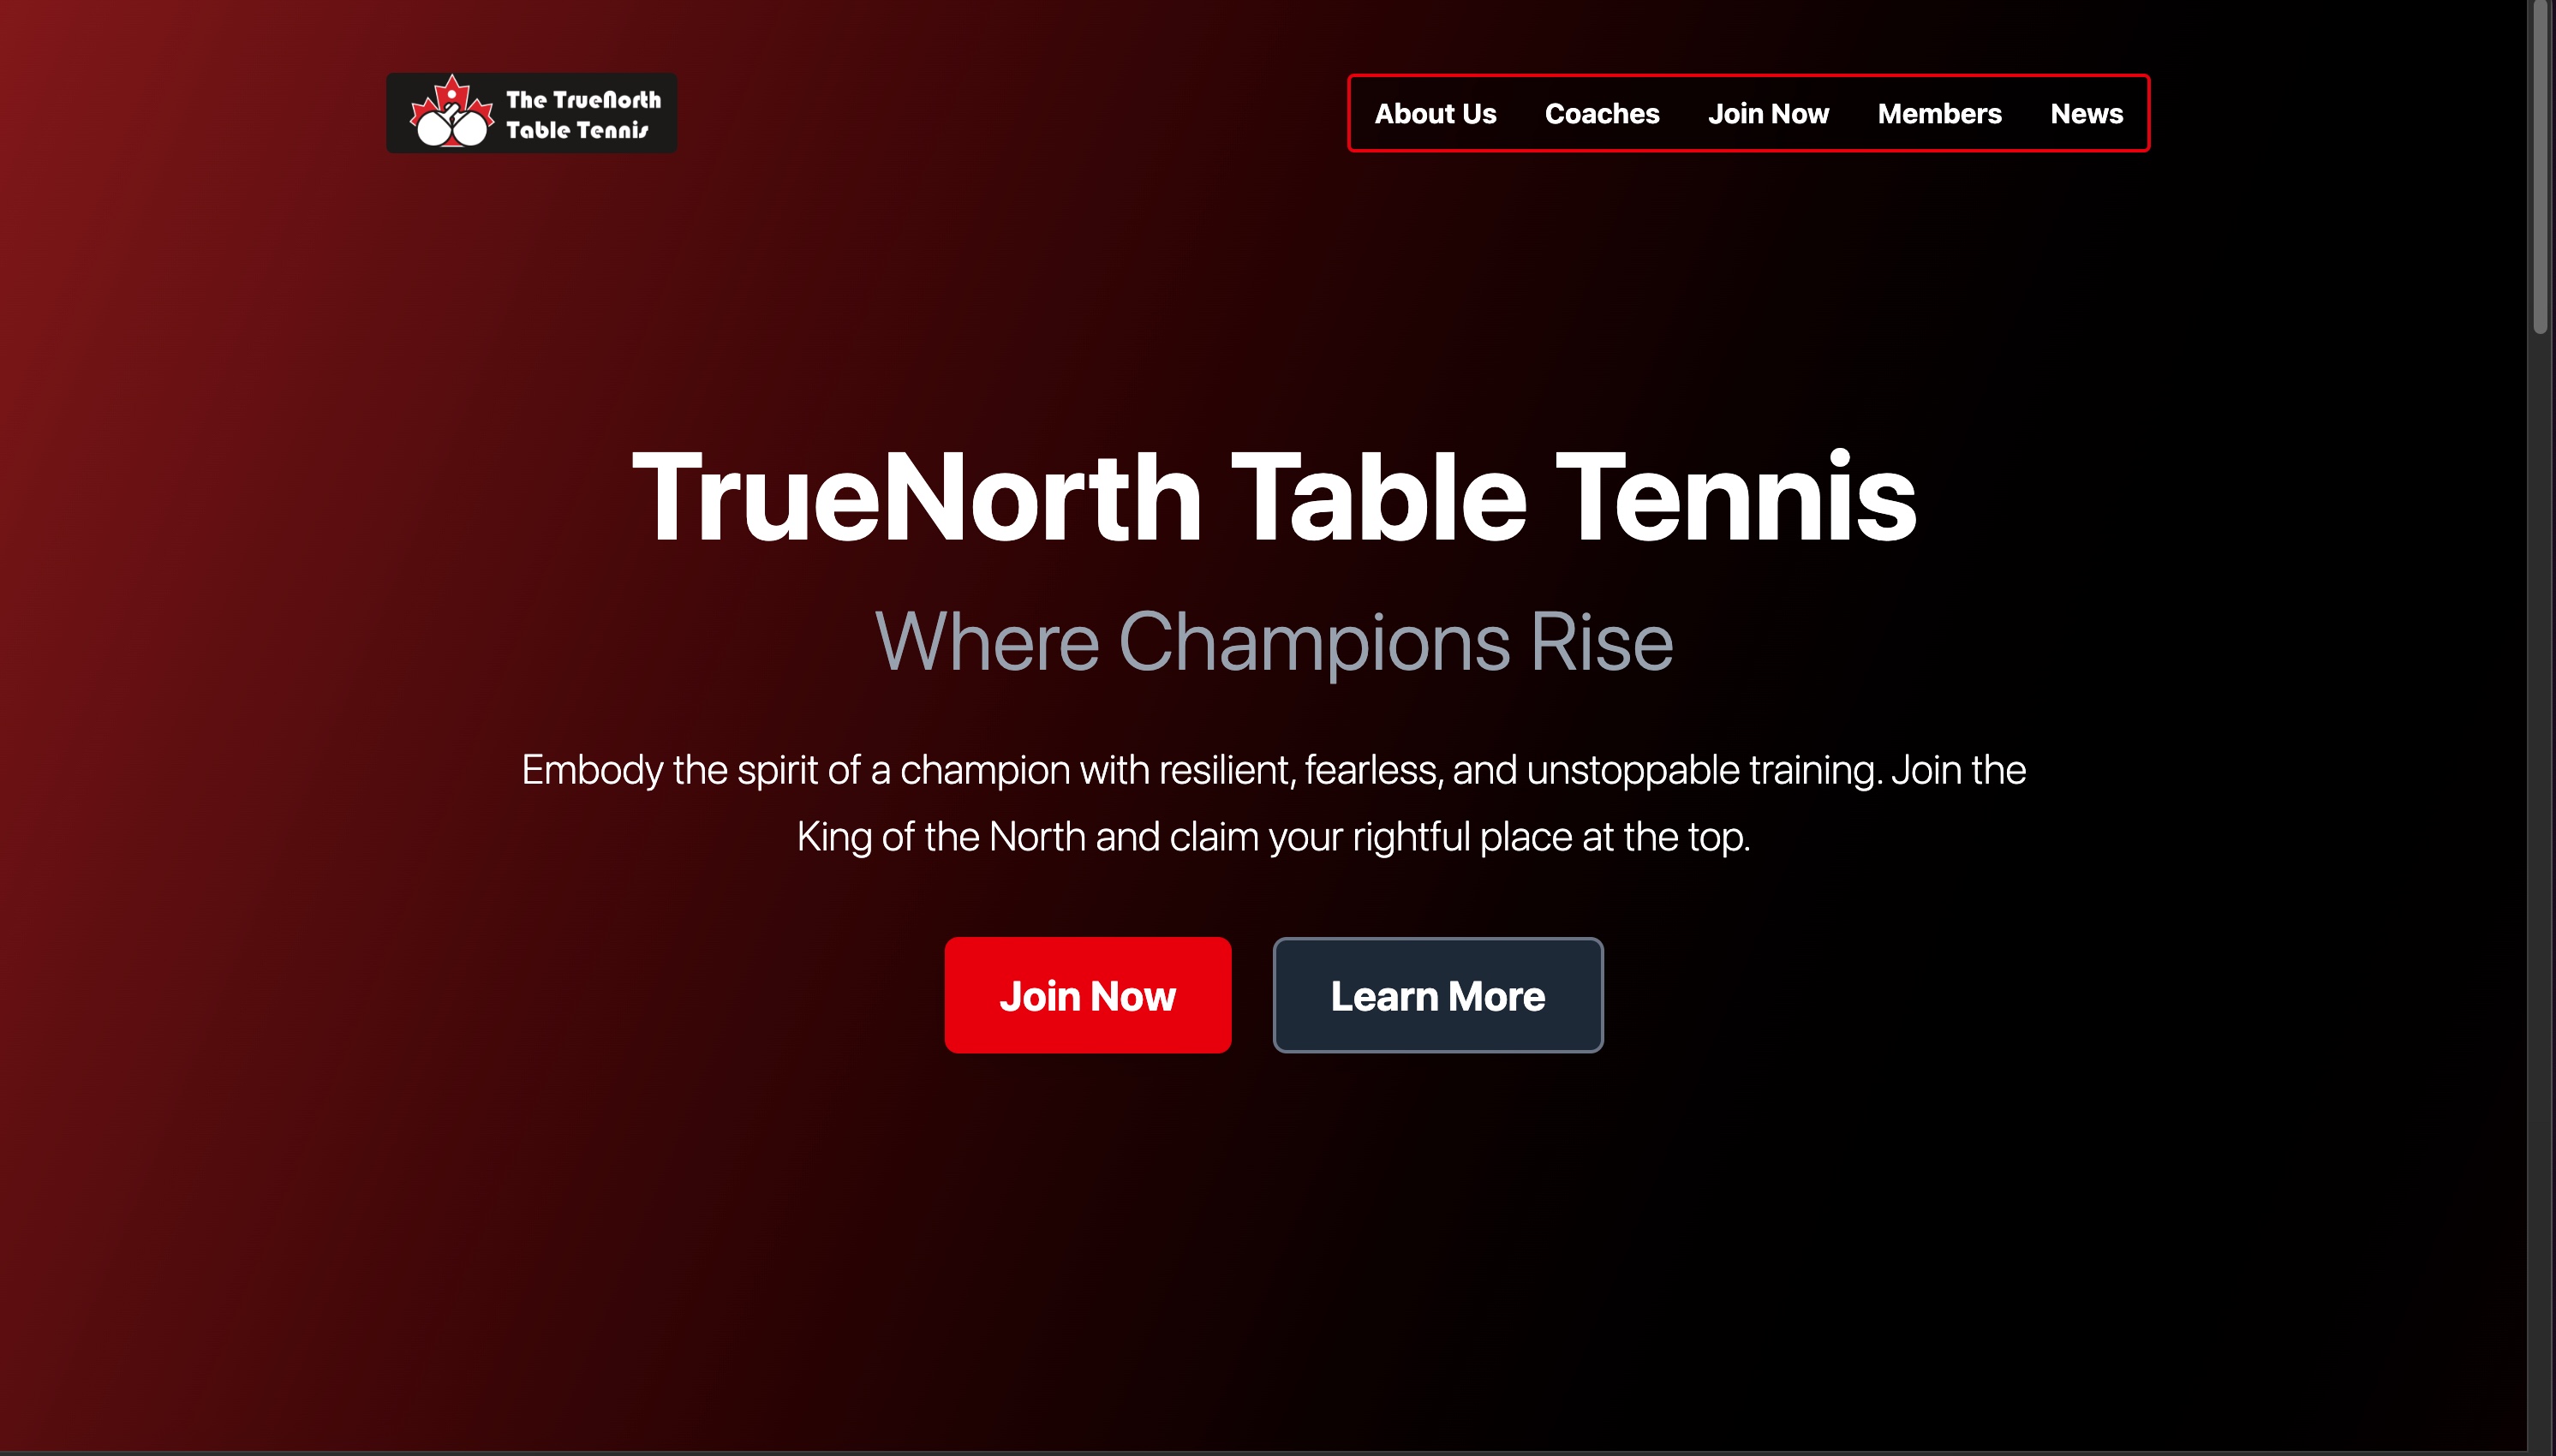 The TrueNorth
Table Tennis
About Us Coaches Join Now Members News
TrueNorth Table Tennis
Where Champions Rise
Embody the spirit of a champion with resilient, fearless, and unstoppable training. Join the
King of the North and claim your rightful place at the top.
Join Now Learn More